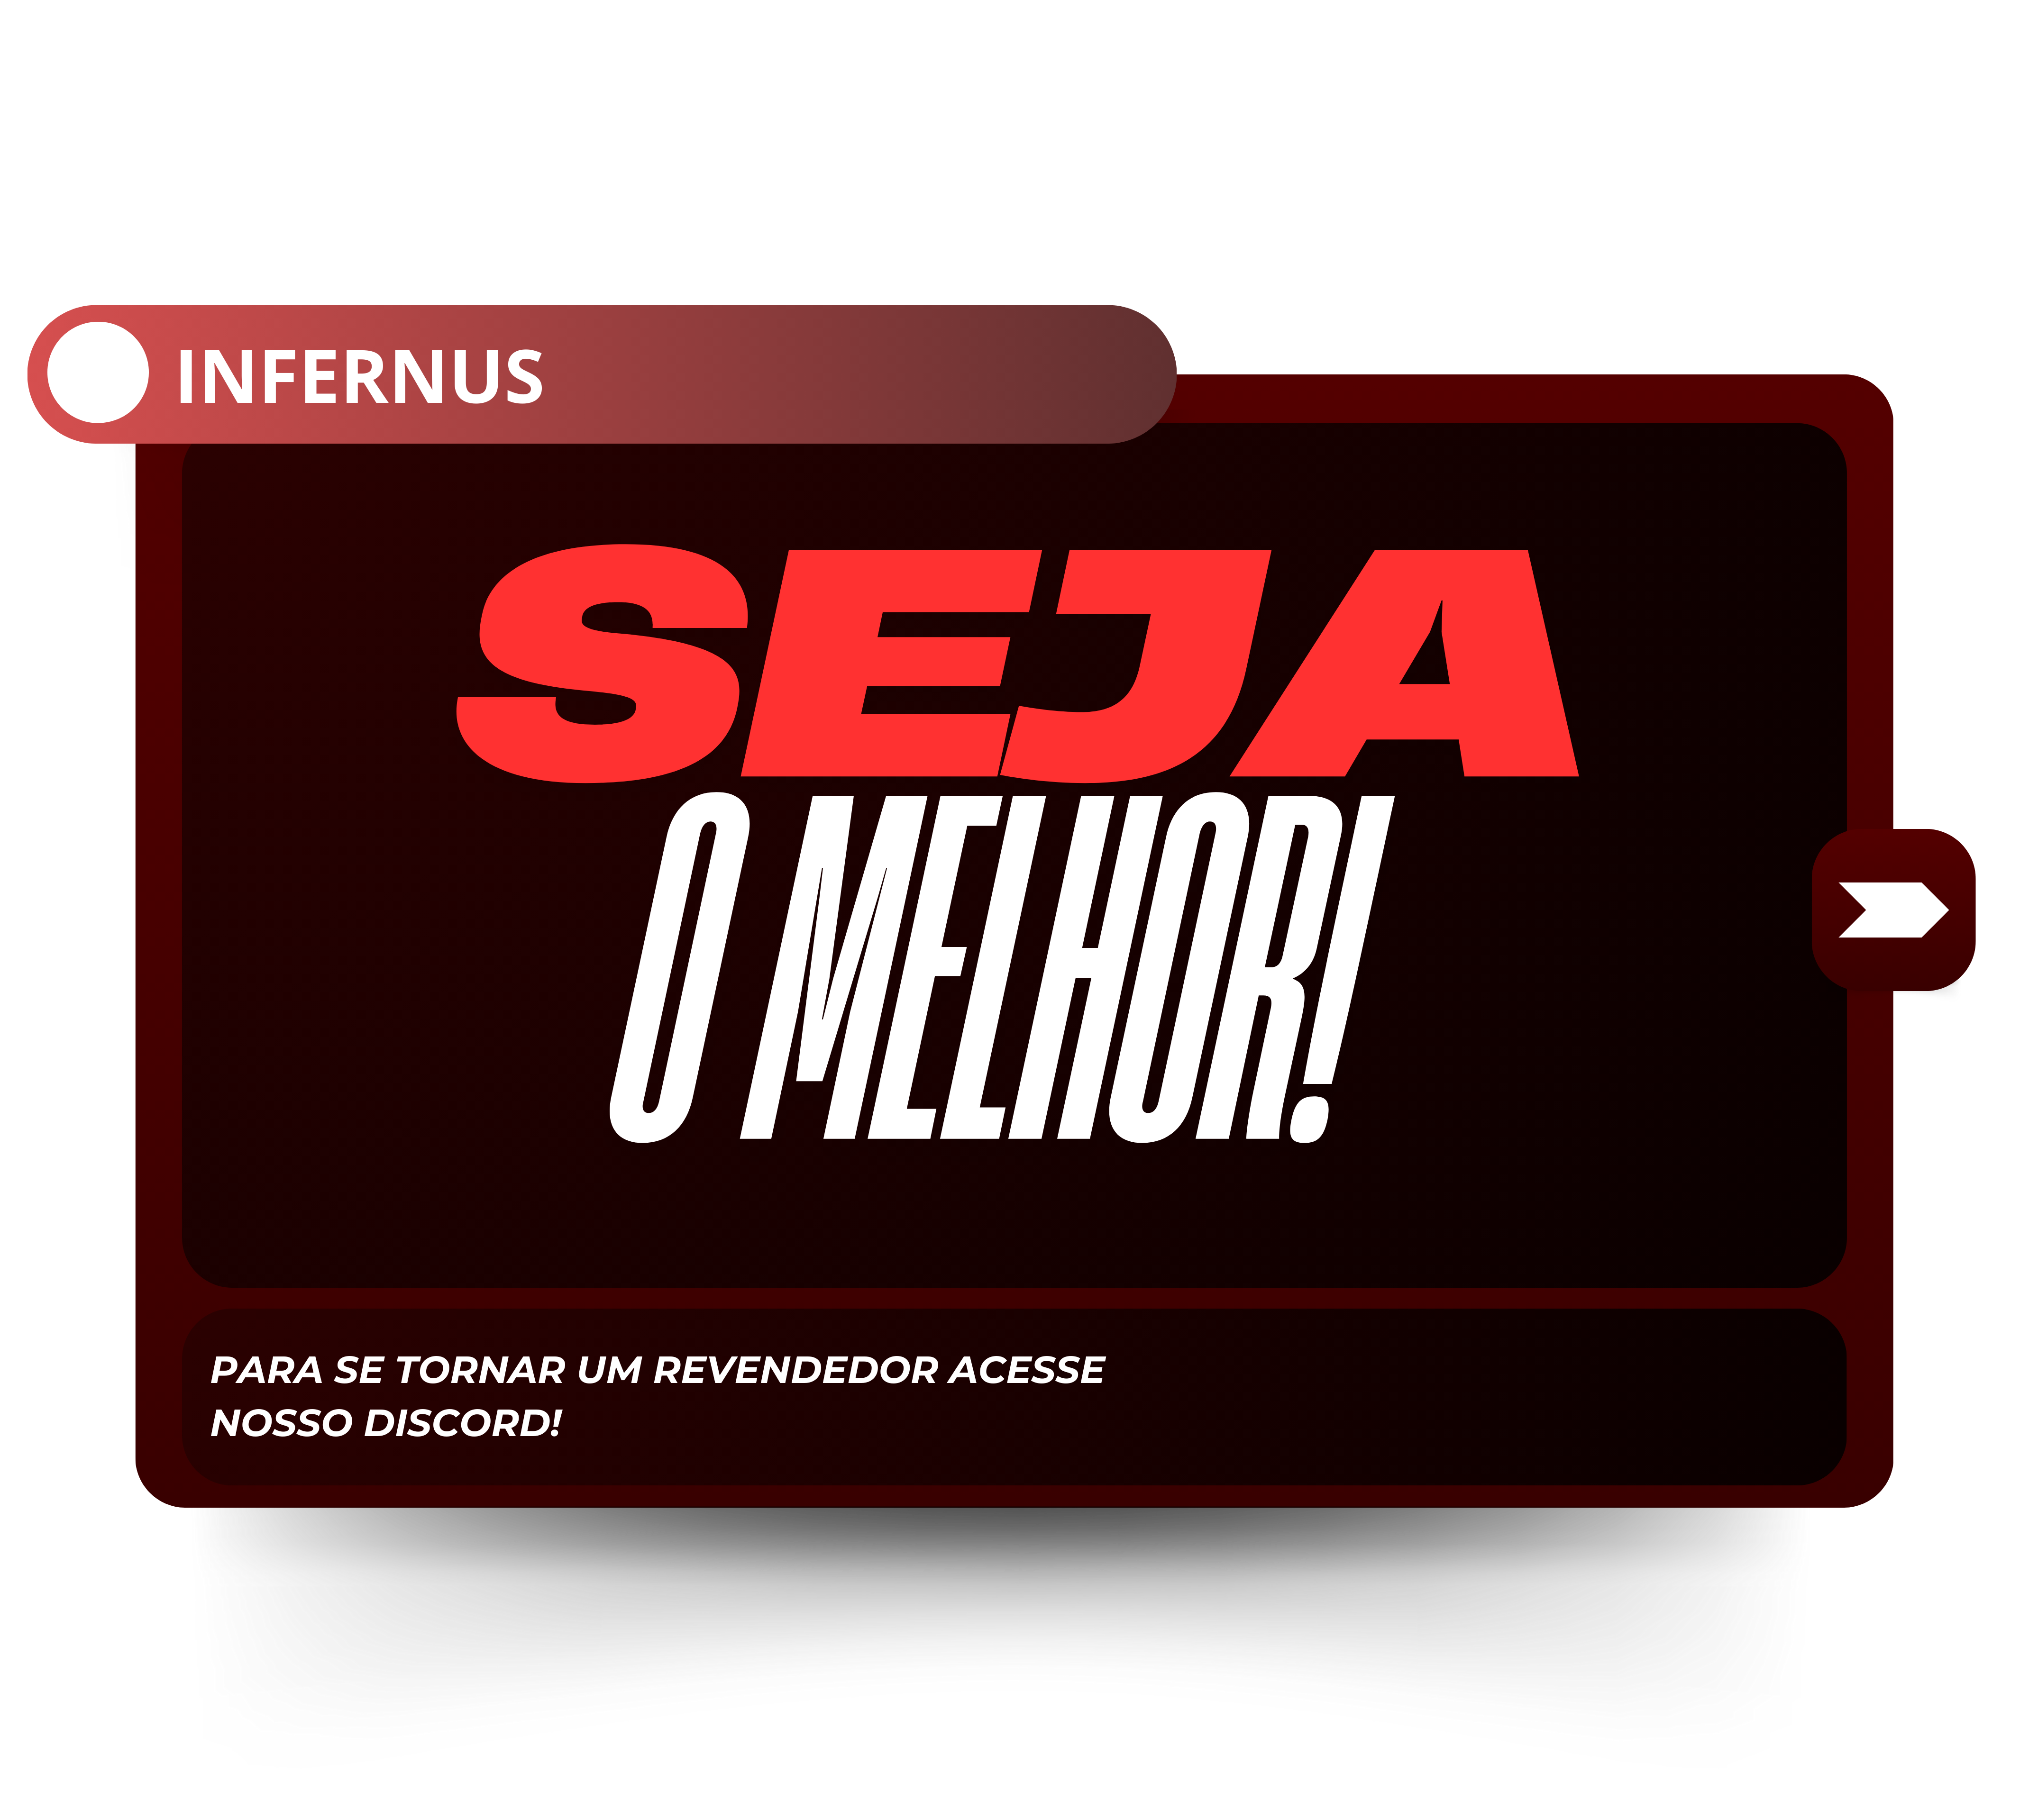 INFERNUS
SEJA
O MELHOR!
PARA SE TORNAR UM REVENDEDOR ACESSE
NOSSO DISCORD!